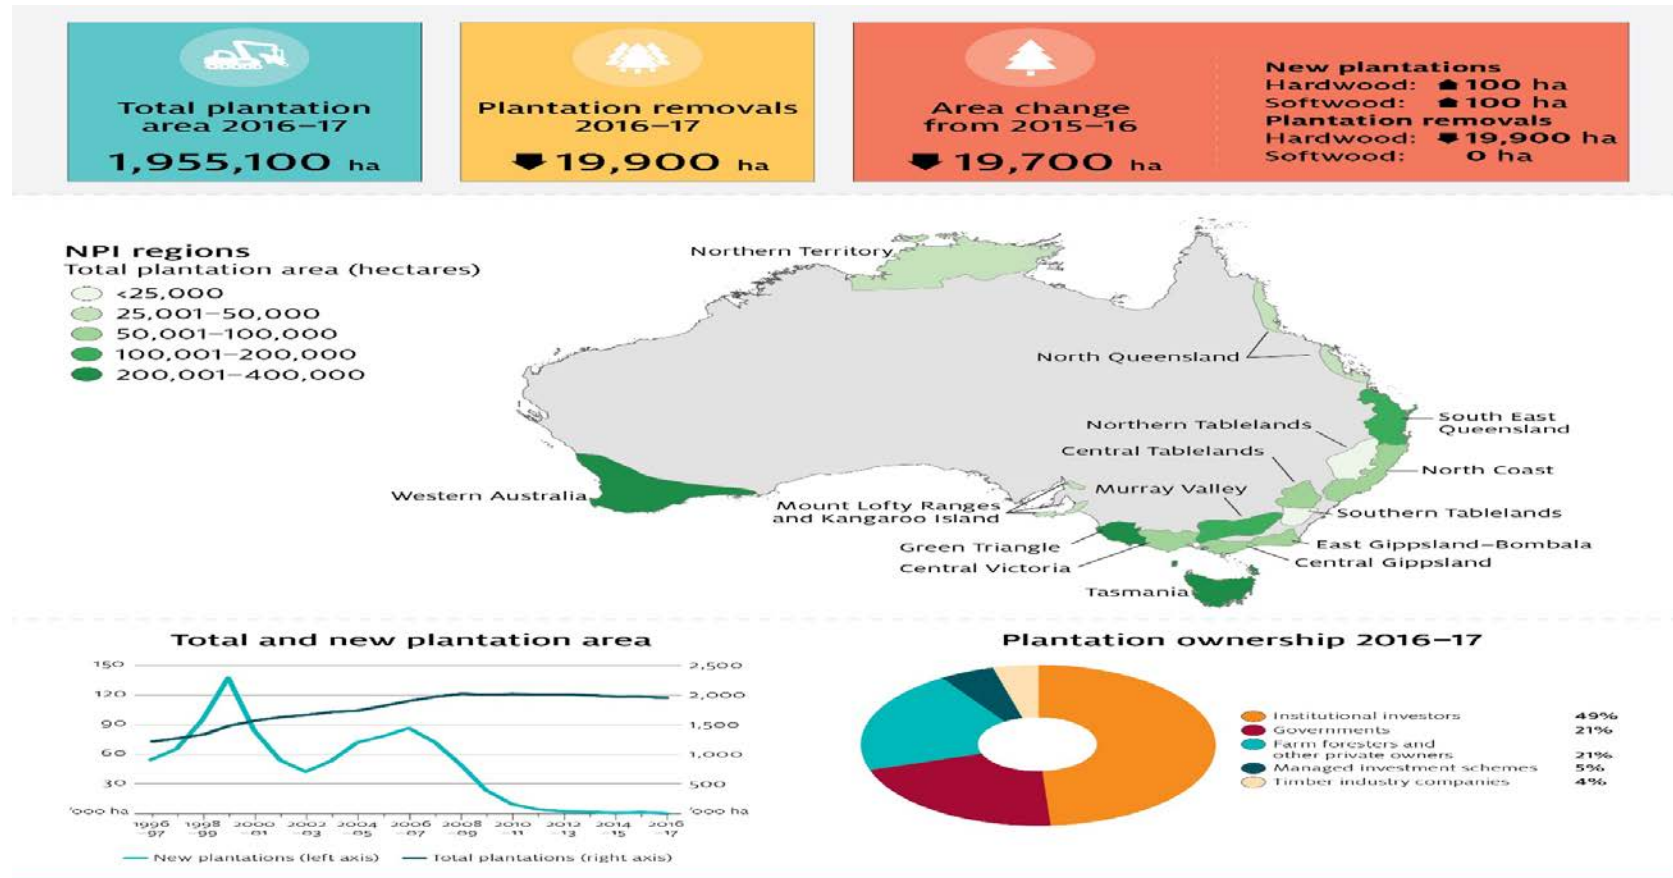 Total plantation
area 2016–17
1,955,100 ha
Plantation removals
2016–17
19,900 ha
Area change
from 2015–16
19,700 ha
New plantations
Hardwood: 100 ha
Softwood: 100 ha
Plantation removals
Hardwood: 19,900 ha
Softwood: 0 ha
NPI regions
Total plantation area (hectares)
<25,000
25,001–50,000
50,001–100,000
100,001–200,000
200,001–400,000
Northern Territory
North Queensland
South East
Queensland
Northern Tablelands
Central Tablelands
North Coast
Murray Valley
Western Australia
Mount Lofty Ranges
and Kangaroo Island
Southern Tablelands
Green Triangle
East Gippsland–Bombala
Central Victoria
Central Gippsland
Tasmania
Total and new plantation area
150
120
90
60
30
'000 ha
2,500
2,000
1,500
1,000
500
'000 ha
1996
–97
1998
–99
2000
–01
2002
–03
2004
–05
2006
–07
2008
–09
2010
–11
2012
–13
2014
–15
2016
–17
New plantations (left axis)
Total plantations (right axis)
Plantation ownership 2016–17
Institutional investors 49%
Governments 21%
Farm foresters and
other private owners 21%
Managed investment schemes 5%
Timber industry companies 4%